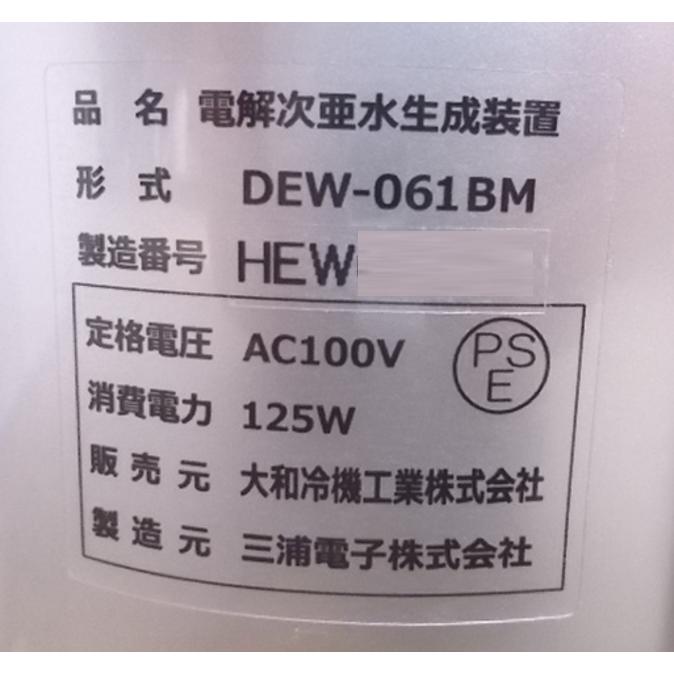 品名 電解次亜水生成装置
形式 DEW-061BM
製造番号 HEW
定格電圧 AC100V
PSE
消費電力 125W
販売元 大和冷機工業株式会社
製造元 三浦電子株式会社